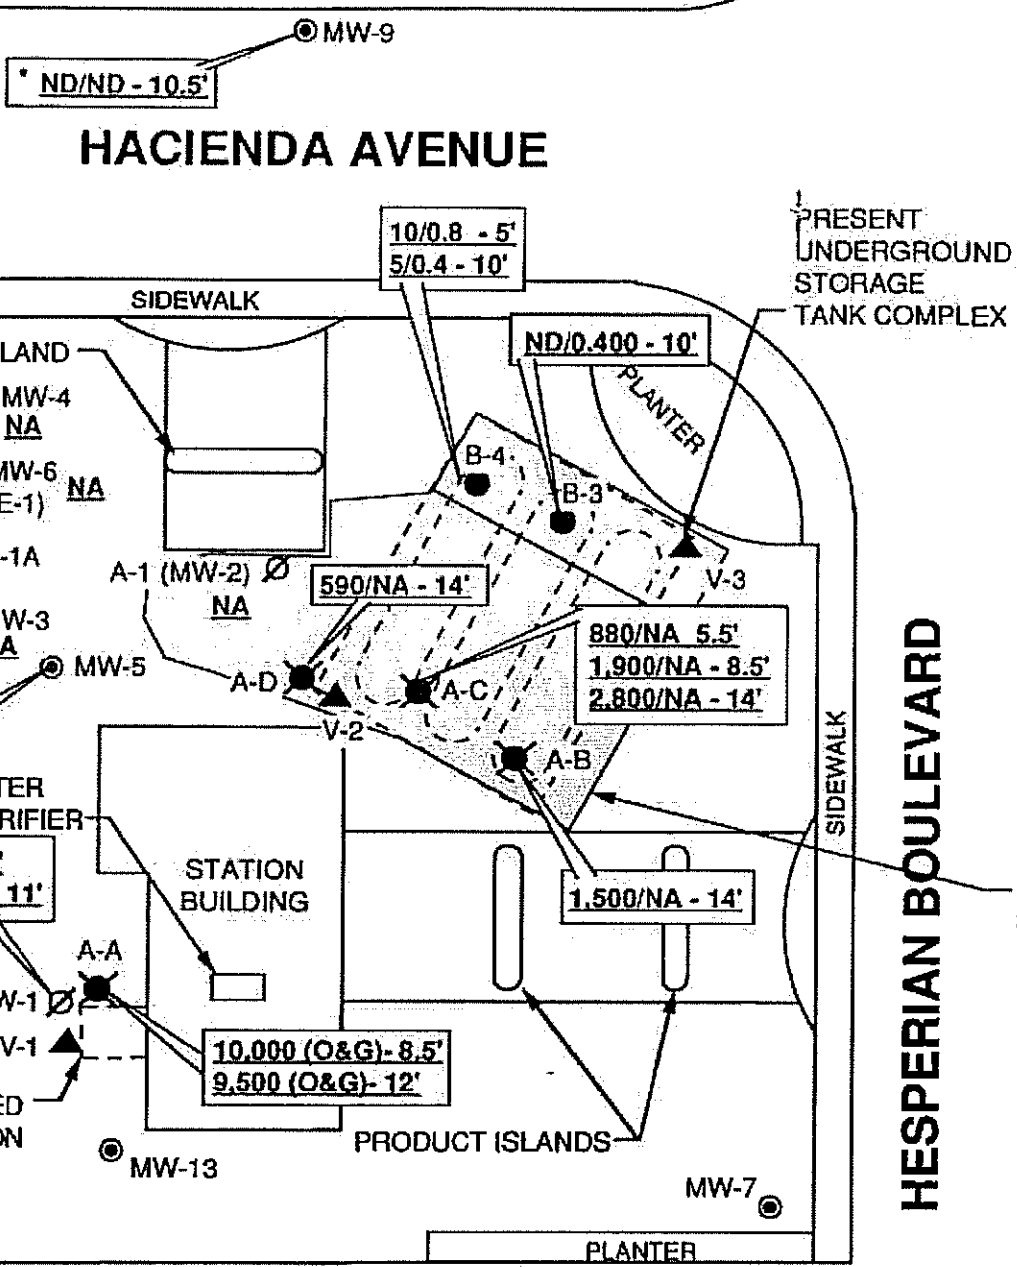 MW-9
* ND/ND - 10.5'
HACIENDA AVENUE
10/0.8 - 5'
5/0.4 - 10'
PRESENT
UNDERGROUND
STORAGE
TANK COMPLEX
SIDEWALK
ND/0.400 - 10'
LAND
PLANTER
MW-4
NA
B-4
MW-6
NA
E-1)
B-3
-1A
A-1 (MW-2)
NA
590/NA - 14'
V-3
W-3
A
880/NA 5.5'
1,900/NA - 8.5'
2,800/NA - 14'
MW-5
A-D
A-C
V-2
A-B
SIDEWALK
HESPERIAN BOULEVARD
TER
RIFIER
STATION
BUILDING
11'
1,500/NA - 14'
A-A
W-1
V-1
10,000 (O&G)- 8.5'
9,500 (O&G)- 12'
ED
ON
PRODUCT ISLANDS
MW-13
MW-7
PLANTER